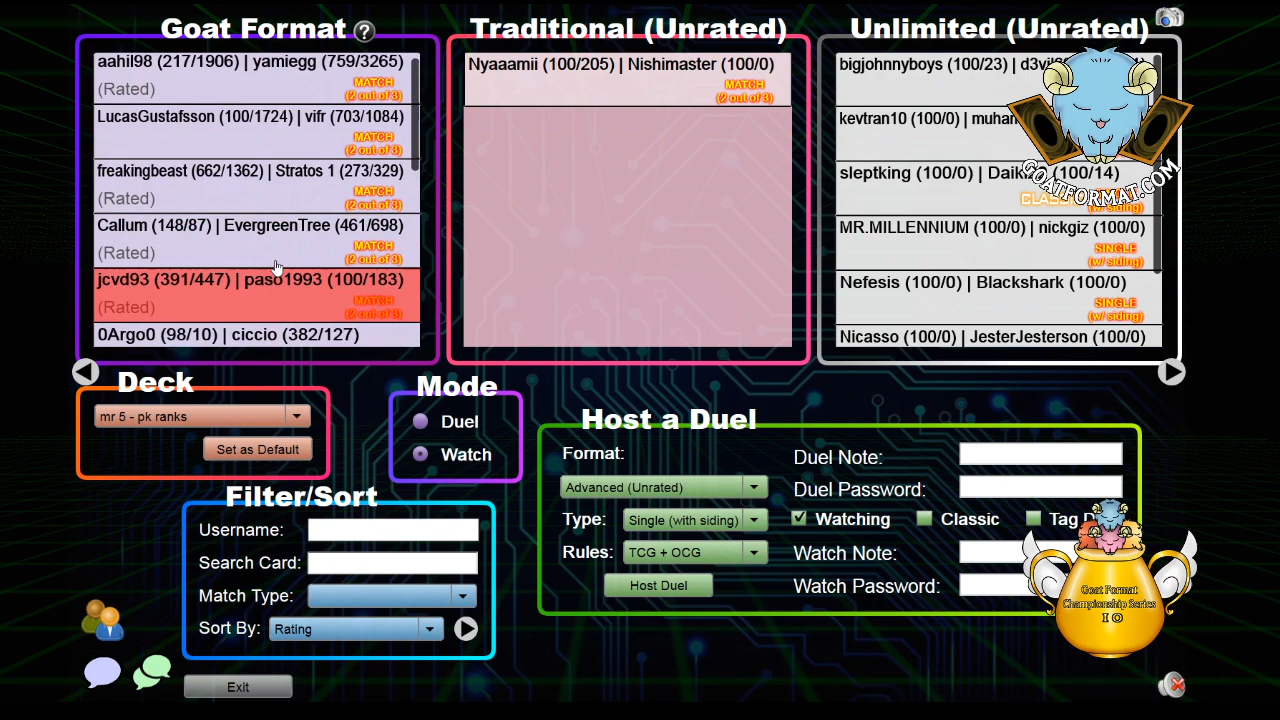 Goat Format ?
aahil98 (217/1906) | yamiegg (759/3265)
(Rated)
MATCH
(2 out of 3)
LucasGustafsson (100/1724) | vifr (703/1084)
MATCH
(2 out of 3)
freakingbeast (662/1362) | Stratos 1 (273/329)
(Rated)
MATCH
(2 out of 3)
Callum (148/87) | EvergreenTree (461/698)
(Rated)
MATCH
(2 out of 3)
jcvd93 (391/447) | paso1993 (100/183)
(Rated)
MATCH
(2 out of 3)
0Argo0 (98/10) | ciccio (382/127)
Traditional (Unrated)
Nyaaamii (100/205) | Nishimaster (100/0)
MATCH
(2 out of 3)
Unlimited (Unrated)
bigjohnnyboys (100/23) |
kevtran10 (100/0) |
sleptking (100/0) | (100/14)
(w/ siding)
MR.MILLENNIUM (100/0) | nickgiz (100/0)
SINGLE
(w/ siding)
Nefesis (100/0) | Blackshark (100/0)
SINGLE
(w/ siding)
Nicasso (100/0) | JesterJesterson (100/0)
GOATFORMAT.COM
Deck
mr 5 - pk ranks
Set as Default
Mode
Duel
Watch
Filter/Sort
Username:
Search Card:
Match Type:
Sort By: Rating
Exit
Host a Duel
Format:
Advanced (Unrated)
Type: Single (with siding)
Rules: TCG + OCG
Host Duel
Duel Note:
Duel Password:
Watching Classic Tag
Watch Note:
Watch Password:
Goat Format
Championship Series
I O